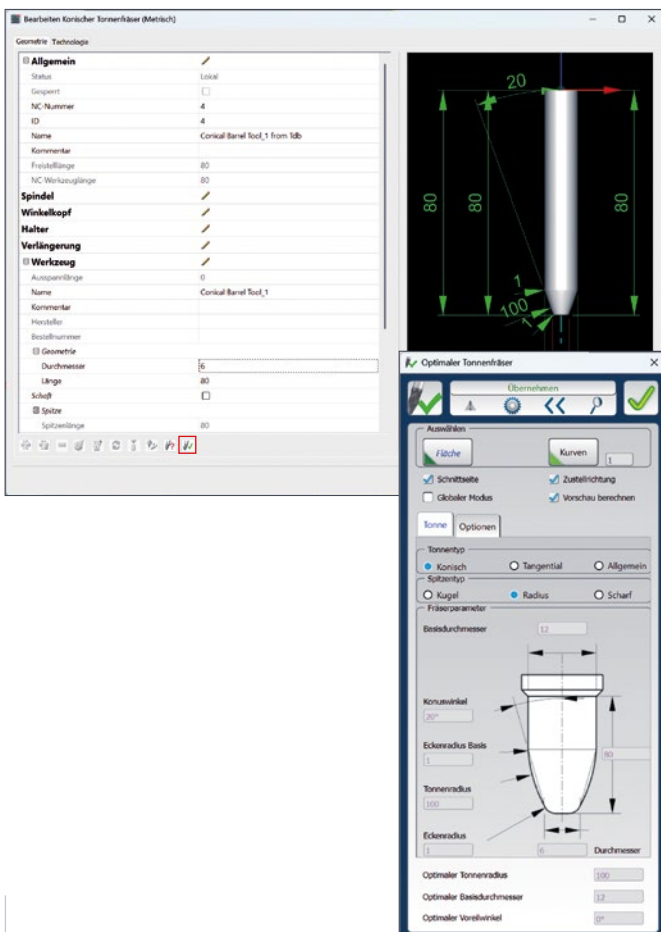 Bearbeiten Konischer Tonnenfräser (Metrisch)
Geometrie Technologie
Allgemein
Status Lokal
Gesperrt
NC-Nummer 4
ID 4
Name Conical Barrel Tool_1 from Tdb
Kommentar
Freistelllänge 80
NC-Werkzeuglänge 80
Spindel
Winkelkopf
Halter
Verlängerung
Werkzeug
Ausspannlänge 0
Name Conical Barrel Tool_1
Kommentar
Hersteller
Bestellnummer
Geometrie
Durchmesser 6
Länge 80
Schaft
Spitze
Spitzenlänge 80
20
80 80 80
1
100
1
Optimaler Tonnenfräser
Übernehmen
Auswählen
Fläche Kurven 1
Schnittseite Zustellrichtung
Globaler Modus Vorschau berechnen
Tonne Optionen
Tonnentyp
Konisch Tangential Allgemein
Spitzentyp
Kugel Radius Scharf
Fräserparameter
Basisdurchmesser 12
Konuswinkel
20°
Eckenradius Basis
1 80
Tonnenradius
100
Eckenradius
1 6 Durchmesser
Optimaler Tonnenradius 100
Optimaler Basisdurchmesser 12
Optimaler Voreilwinkel 0°